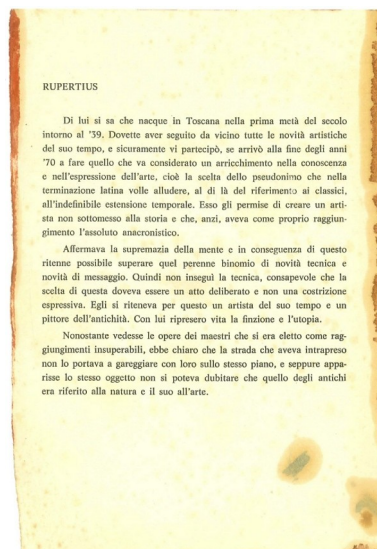 RUPERTIUS
Di lui si sa che nacque in Toscana nella prima metà del secolo
intorno al '39. Dovette aver seguito da vicino tutte le novità artistiche
del suo tempo, e sicuramente vi partecipò, se arrivò alla fine degli anni
'70 a fare quello che va considerato un arricchimento nella conoscenza
e nell'espressione dell'arte, cioè la scelta dello pseudonimo che nella
terminazione latina volle alludere, al di là del riferimento ai classici,
all'indefinibile estensione temporale. Esso gli permise di creare un arti-
sta non sottomesso alla storia e che, anzi, aveva come proprio raggiun-
gimento l'assoluto anacronistico.
Affermava la supremazia della mente e in conseguenza di questo
ritenne possibile superare quel perenne binomio di novità tecnica e
novità di messaggio. Quindi non inseguì la tecnica, consapevole che la
scelta di questa doveva essere un atto deliberato e non una costrizione
espressiva. Egli si riteneva per questo un artista del suo tempo e un
pittore dell'antichità. Con lui ripresero vita la finzione e l'utopia.
Nonostante vedesse le opere dei maestri che si era eletto come rag-
giungimenti insuperabili, ebbe chiaro che la strada che aveva intrapreso
non lo portava a gareggiare con loro sullo stesso piano, e seppure appa-
risse lo stesso oggetto non si poteva dubitare che quello degli antichi
era riferito alla natura e il suo all'arte.